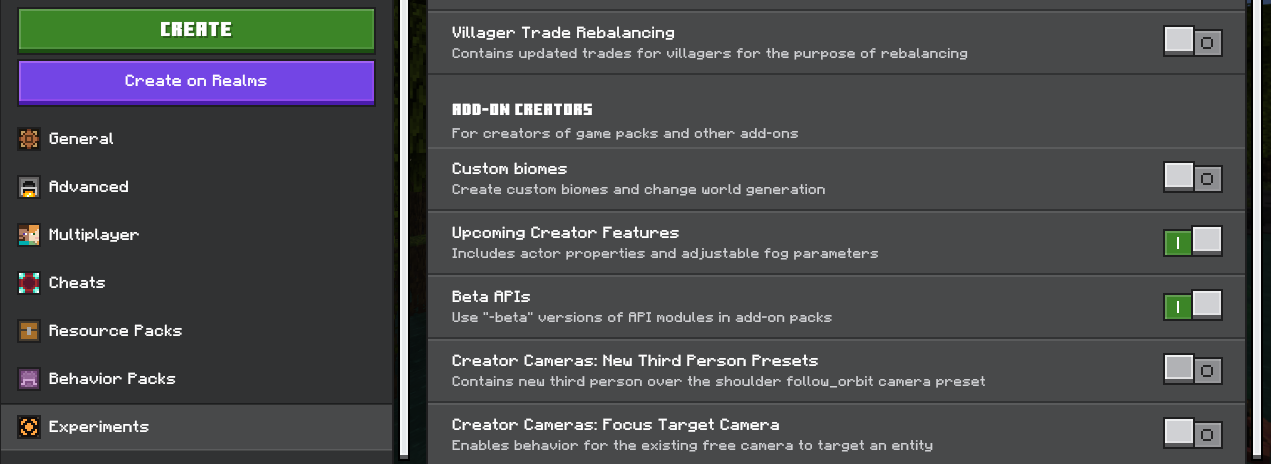 CREATE
Create on Realms
General
Advanced
Multiplayer
Cheats
Resource Packs
Behavior Packs
Experiments
Villager Trade Rebalancing
Contains updated trades for villagers for the purpose of rebalancing
ADD-ON CREATORS
For creators of game packs and other add-ons
Custom biomes
Create custom biomes and change world generation
Upcoming Creator Features
Includes actor properties and adjustable fog parameters
Beta APIs
Use "-beta" versions of API modules in add-on packs
Creator Cameras: New Third Person Presets
Contains new third person over the shoulder follow_orbit camera preset
Creator Cameras: Focus Target Camera
Enables behavior for the existing free camera to target an entity